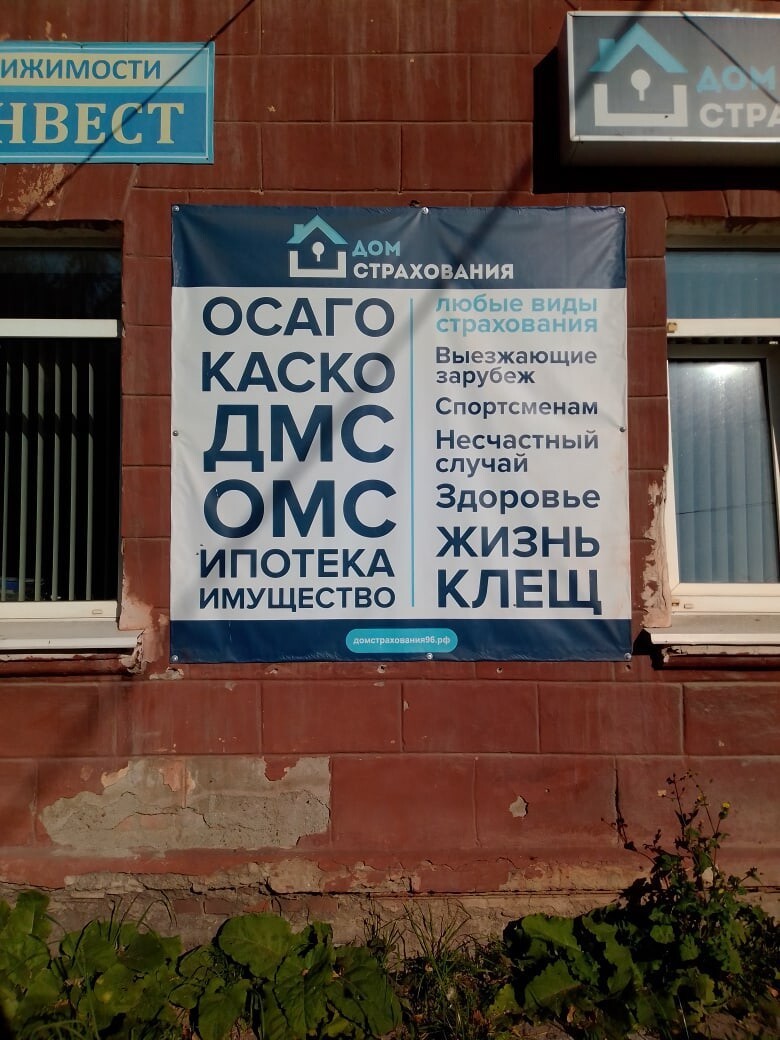 ИЖИМОСТИ
НВЕСТ
ДОМ
СТРА
ДОМ
СТРАХОВАНИЯ
ОСАГО
КАСКО
ДМС
ОМС
ИПОТЕКА
ИМУЩЕСТВО
любые виды
страхования
Выезжающие
зарубеж
Спортсменам
Несчастный
случай
Здоровье
ЖИЗНЬ
КЛЕЩ
домстрахования96.рф